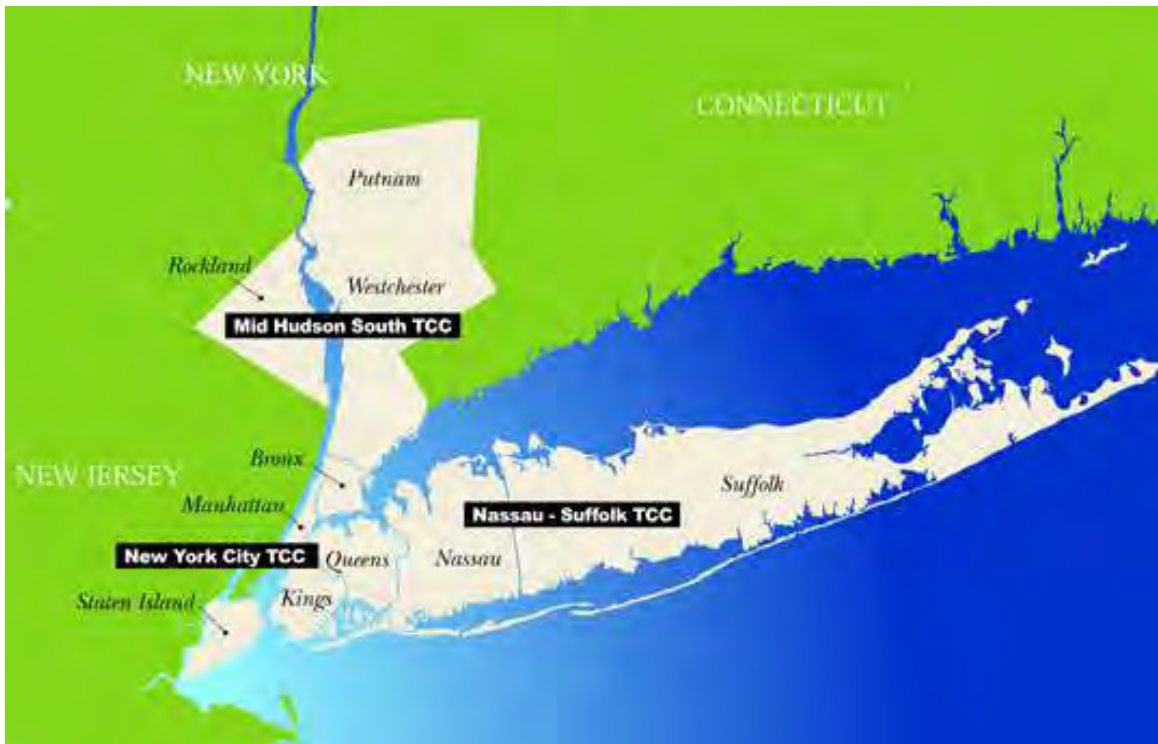 NEW YORK
CONNECTICUT
Putnam
Rockland
Westchester
Mid Hudson South TCC
Bronx
NEW JERSEY
Manhattan
Suffolk
Nassau - Suffolk TCC
New York City TCC
Queens
Nassau
Staten Island
Kings